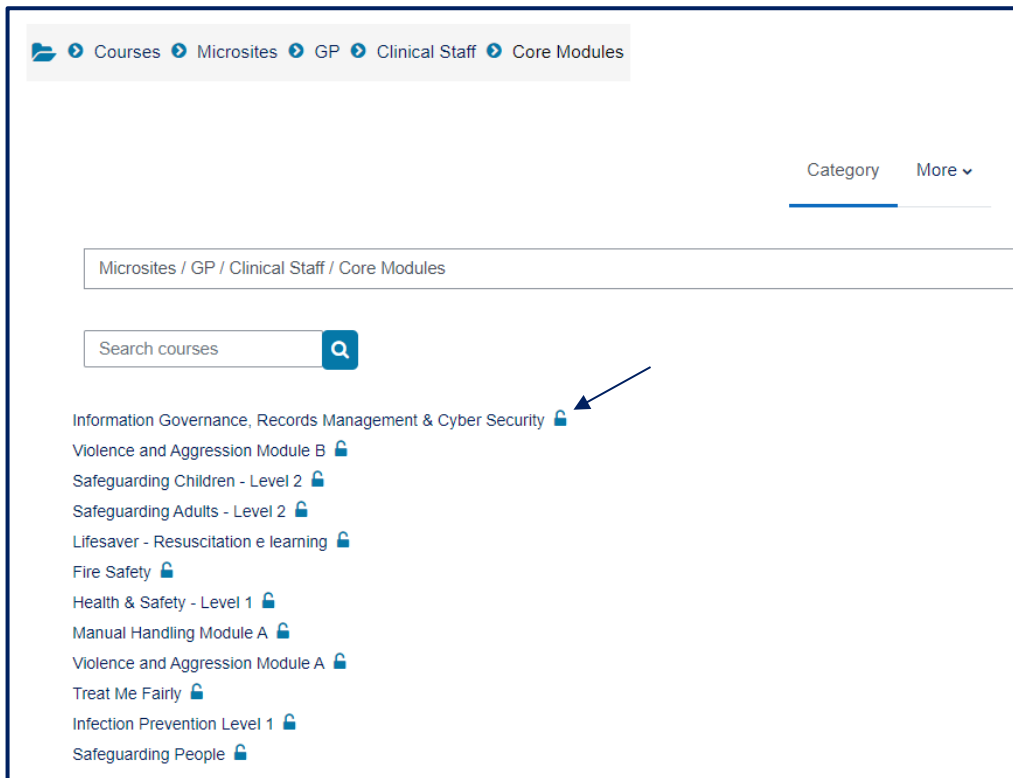 Courses Microsites GP Clinical Staff Core Modules
Category More
Microsites / GP / Clinical Staff / Core Modules
Search courses
Information Governance, Records Management & Cyber Security
Violence and Aggression Module B
Safeguarding Children - Level 2
Safeguarding Adults - Level 2
Lifesaver - Resuscitation e learning
Fire Safety
Health & Safety - Level 1
Manual Handling Module A
Violence and Aggression Module A
Treat Me Fairly
Infection Prevention Level 1
Safeguarding People